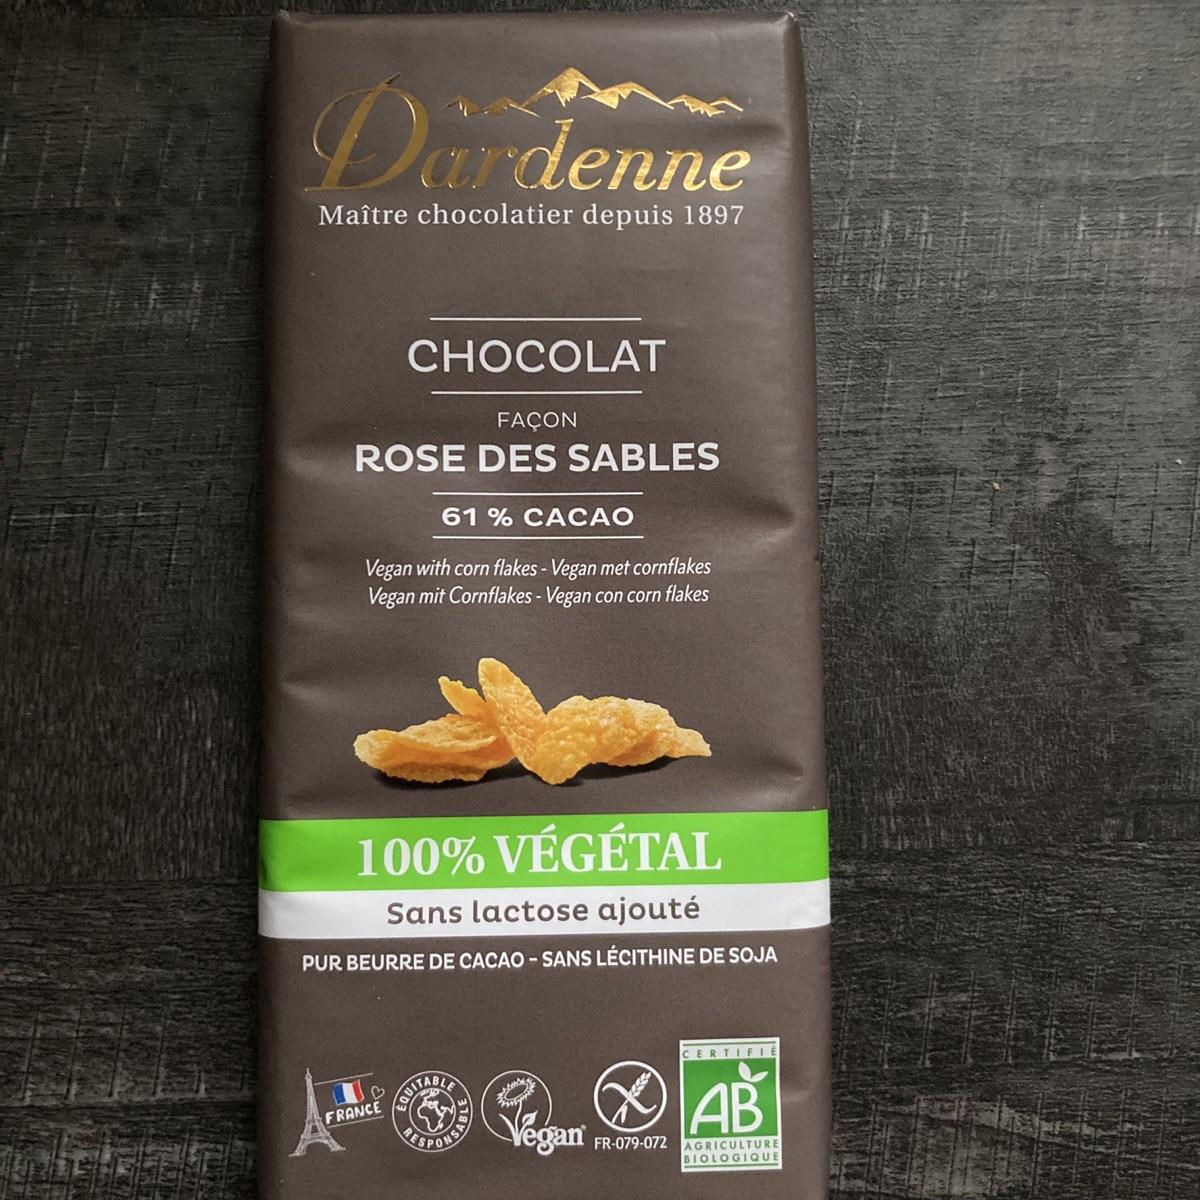 Dardenne
Maître chocolatier depuis 1897
CHOCOLAT
FAÇON
ROSE DES SABLES
61 % CACAO
Vegan with corn flakes - Vegan met cornflakes
Vegan mit Cornflakes - Vegan con corn flakes
100% VÉGÉTAL
Sans lactose ajouté
PUR BEURRE DE CACAO - SANS LÉCITHINE DE SOJA
FRANCE
ÉQUITABLE
RESPONSABLE
Vegan
FR-079-072
CERTIFIÉ
AB
AGRICULTURE
BIOLOGIQUE